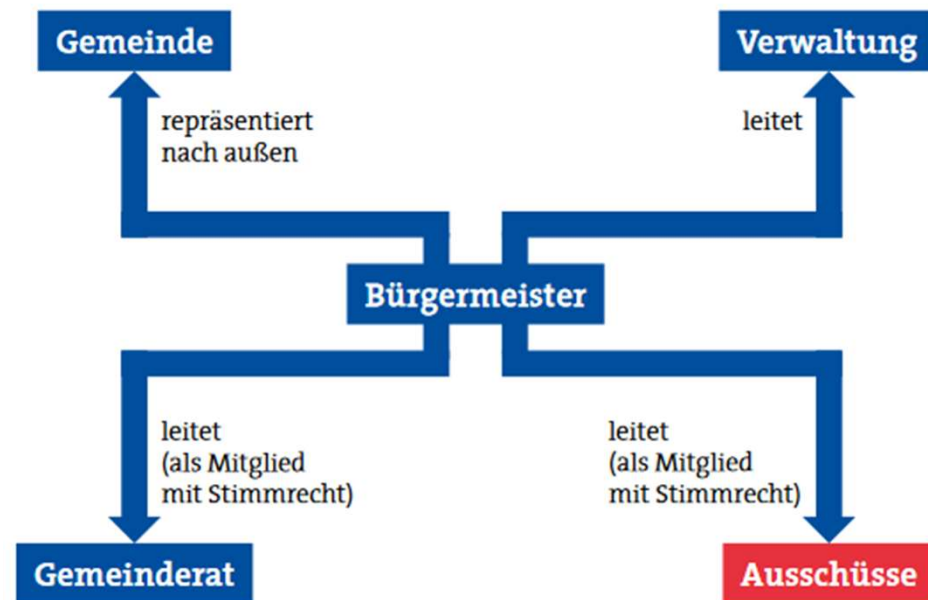 Gemeinde
Verwaltung
repräsentiert
nach außen
leitet
Bürgermeister
leitet
(als Mitglied
mit Stimmrecht)
leitet
(als Mitglied
mit Stimmrecht)
Gemeinderat
Ausschüsse